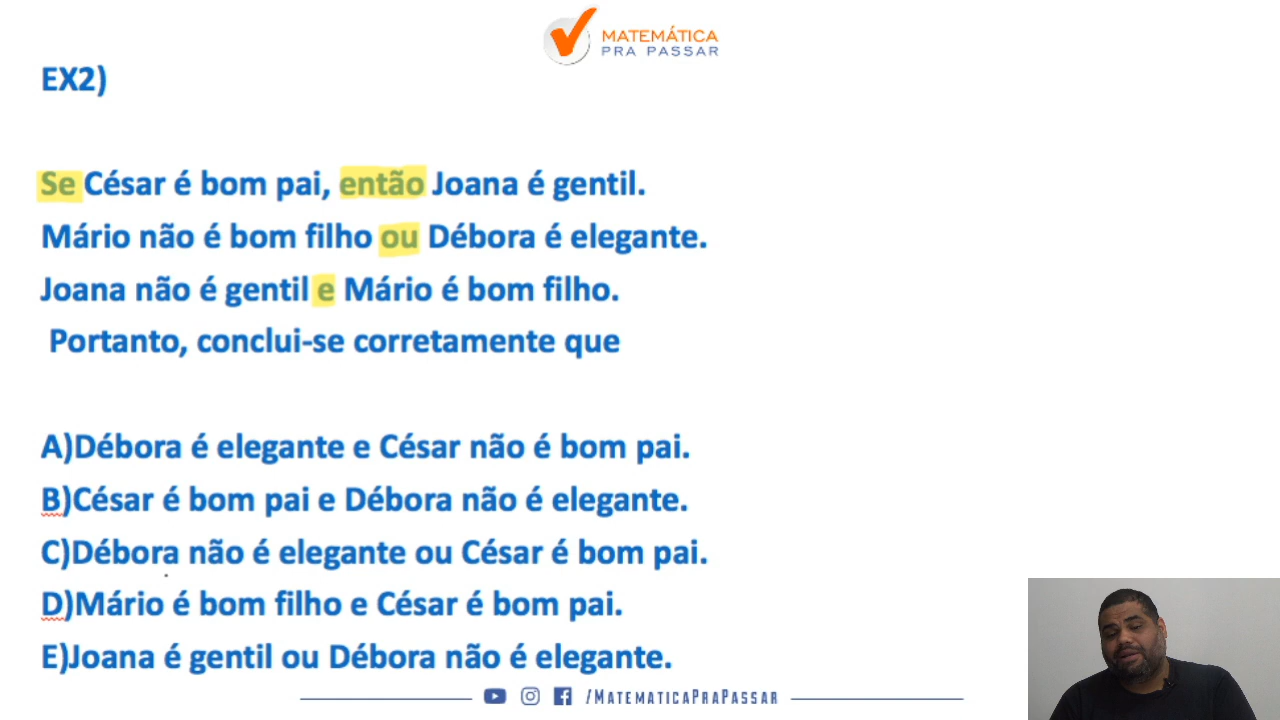 MATEMÁTICA
PRA PASSAR
EX2)
Se César é bom pai, então Joana é gentil.
Mário não é bom filho ou Débora é elegante.
Joana não é gentil e Mário é bom filho.
Portanto, conclui-se corretamente que
A)Débora é elegante e César não é bom pai.
B)César é bom pai e Débora não é elegante.
C)Débora não é elegante ou César é bom pai.
D)Mário é bom filho e César é bom pai.
E)Joana é gentil ou Débora não é elegante.
/MATEMATICAPRAPASSAR